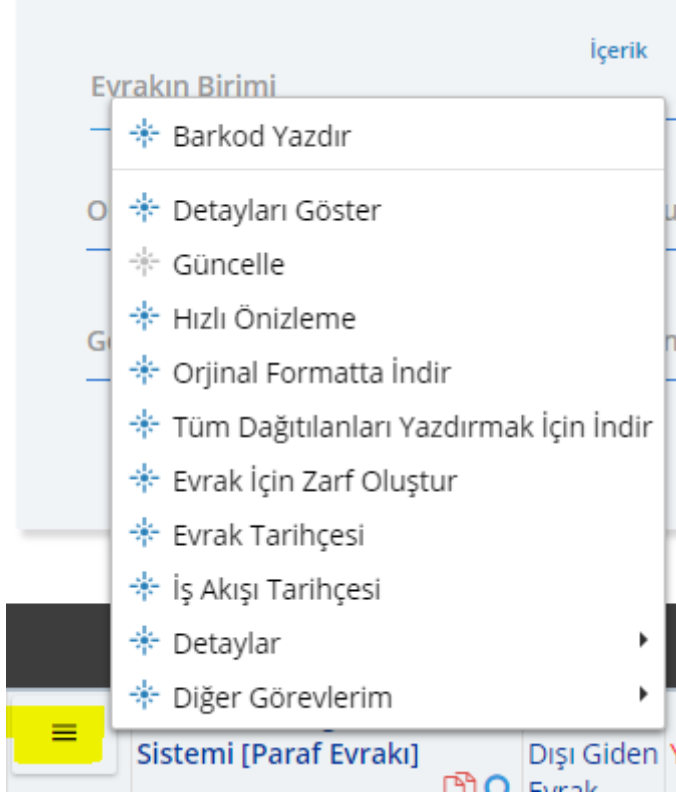 İçerik
Evrakın Birimi
Barkod Yazdır
Detayları Göster
Güncelle
Hızlı Önizleme
Orjinal Formatta İndir
Tüm Dağıtılanları Yazdırmak İçin İndir
Evrak İçin Zarf Oluştur
Evrak Tarihçesi
İş Akışı Tarihçesi
Detaylar
Diğer Görevlerim
Sistemi [Paraf Evrakı]
Dışı Giden
Evrak